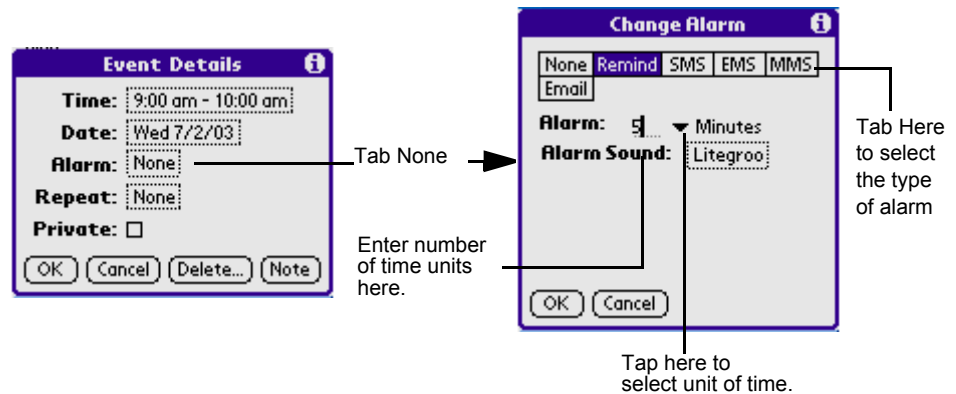 Event Details
Time: 9:00 am - 10:00 am
Date: Wed 7/2/03
Alarm: None
Repeat: None
Private:
OK Cancel Delete... Note
Tab None
Enter number
of time units
here.
Change Alarm
None Remind SMS EMS MMS
Email
Alarm: 5 Minutes
Alarm Sound: Litegroo
OK Cancel
Tab Here
to select
the type
of alarm
Tap here to
select unit of time.